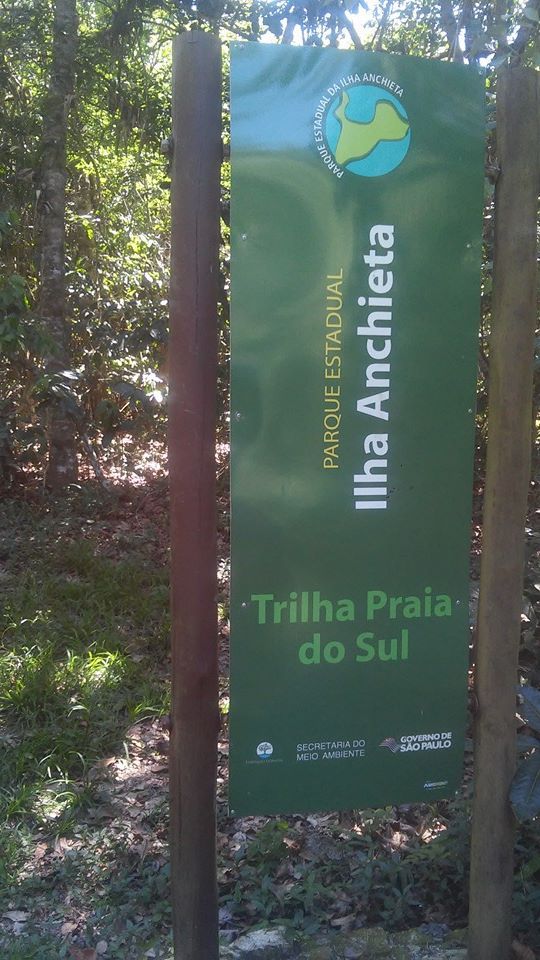 PARQUE ESTADUAL DA ILHA ANCHIETA
PARQUE ESTADUAL
Ilha Anchieta
Trilha Praia
do Sul
SECRETARIA DO
MEIO AMBIENTE
GOVERNO DE
SÃO PAULO